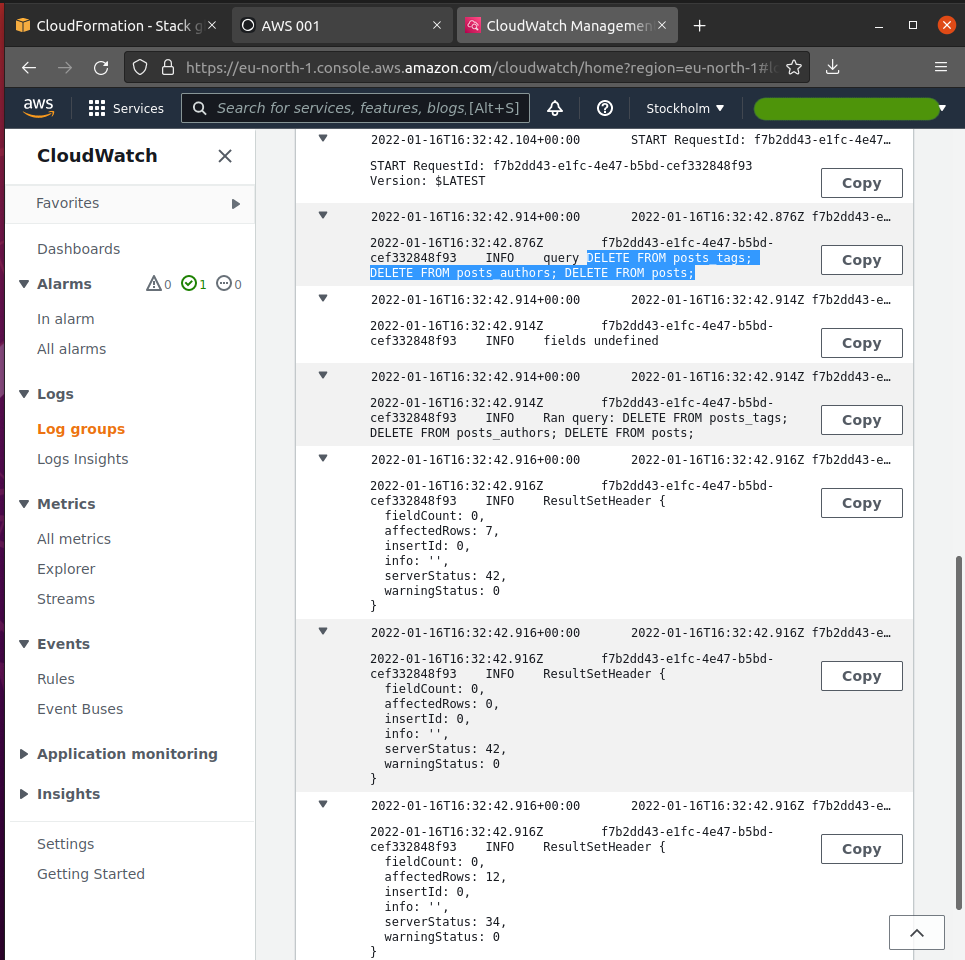 CloudFormation - Stack g
AWS 001
CloudWatch Managemen
https://eu-north-1.console.aws.amazon.com/cloudwatch/home?region=eu-north-1#lo
aws
Services
Search for services, features, blogs, [Alt+S]
Stockholm
CloudWatch
Favorites
Dashboards
Alarms
0
1
0
In alarm
All alarms
Logs
Log groups
Logs Insights
Metrics
All metrics
Explorer
Streams
Events
Rules
Event Buses
Application monitoring
Insights
Settings
Getting Started
2022-01-16T16:32:42.104+00:00 START RequestId: f7b2dd43-e1fc-4e47…
START RequestId: f7b2dd43-e1fc-4e47-b5bd-cef332848f93
Version: $LATEST
Copy
2022-01-16T16:32:42.914+00:00 2022-01-16T16:32:42.876Z f7b2dd43-e…
2022-01-16T16:32:42.876Z f7b2dd43-e1fc-4e47-b5bd-
cef332848f93 INFO query DELETE FROM posts_tags;
DELETE FROM posts_authors; DELETE FROM posts;
Copy
2022-01-16T16:32:42.914+00:00 2022-01-16T16:32:42.914Z f7b2dd43-e…
2022-01-16T16:32:42.914Z f7b2dd43-e1fc-4e47-b5bd-
cef332848f93 INFO fields undefined
Copy
2022-01-16T16:32:42.914+00:00 2022-01-16T16:32:42.914Z f7b2dd43-e…
2022-01-16T16:32:42.914Z f7b2dd43-e1fc-4e47-b5bd-
cef332848f93 INFO Ran query: DELETE FROM posts_tags;
DELETE FROM posts_authors; DELETE FROM posts;
Copy
2022-01-16T16:32:42.916+00:00 2022-01-16T16:32:42.916Z f7b2dd43-e…
2022-01-16T16:32:42.916Z f7b2dd43-e1fc-4e47-b5bd-
cef332848f93 INFO ResultSetHeader {
fieldCount: 0,
affectedRows: 7,
insertId: 0,
info: '',
serverStatus: 42,
warningStatus: 0
}
Copy
2022-01-16T16:32:42.916+00:00 2022-01-16T16:32:42.916Z f7b2dd43-e…
2022-01-16T16:32:42.916Z f7b2dd43-e1fc-4e47-b5bd-
cef332848f93 INFO ResultSetHeader {
fieldCount: 0,
affectedRows: 0,
insertId: 0,
info: '',
serverStatus: 42,
warningStatus: 0
}
Copy
2022-01-16T16:32:42.916+00:00 2022-01-16T16:32:42.916Z f7b2dd43-e…
2022-01-16T16:32:42.916Z f7b2dd43-e1fc-4e47-b5bd-
cef332848f93 INFO ResultSetHeader {
fieldCount: 0,
affectedRows: 12,
insertId: 0,
info: '',
serverStatus: 34,
warningStatus: 0
}
Copy